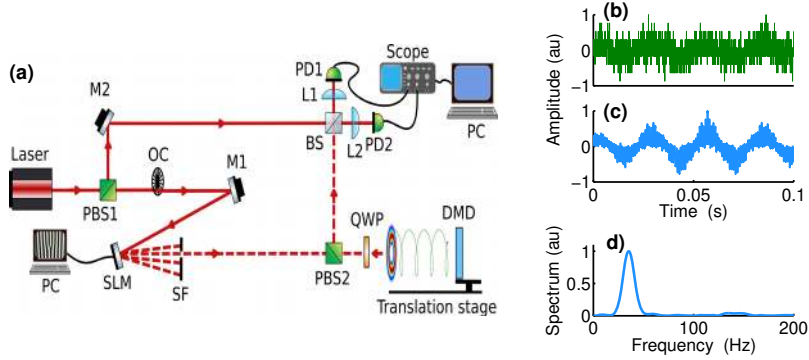 (a)
M2
PD1
Scope
L1
BS
L2
PD2
PC
Laser
OC
M1
PBS1
QWP
DMD
PC
SLM
SF
PBS2
Translation stage
(b)
1
0
−1
Amplitude (au)
(c)
1
0
−1
0
0.05
0.1
Time (s)
d)
Spectrum (au)
1
0.5
0
0
100
200
Frequency (Hz)